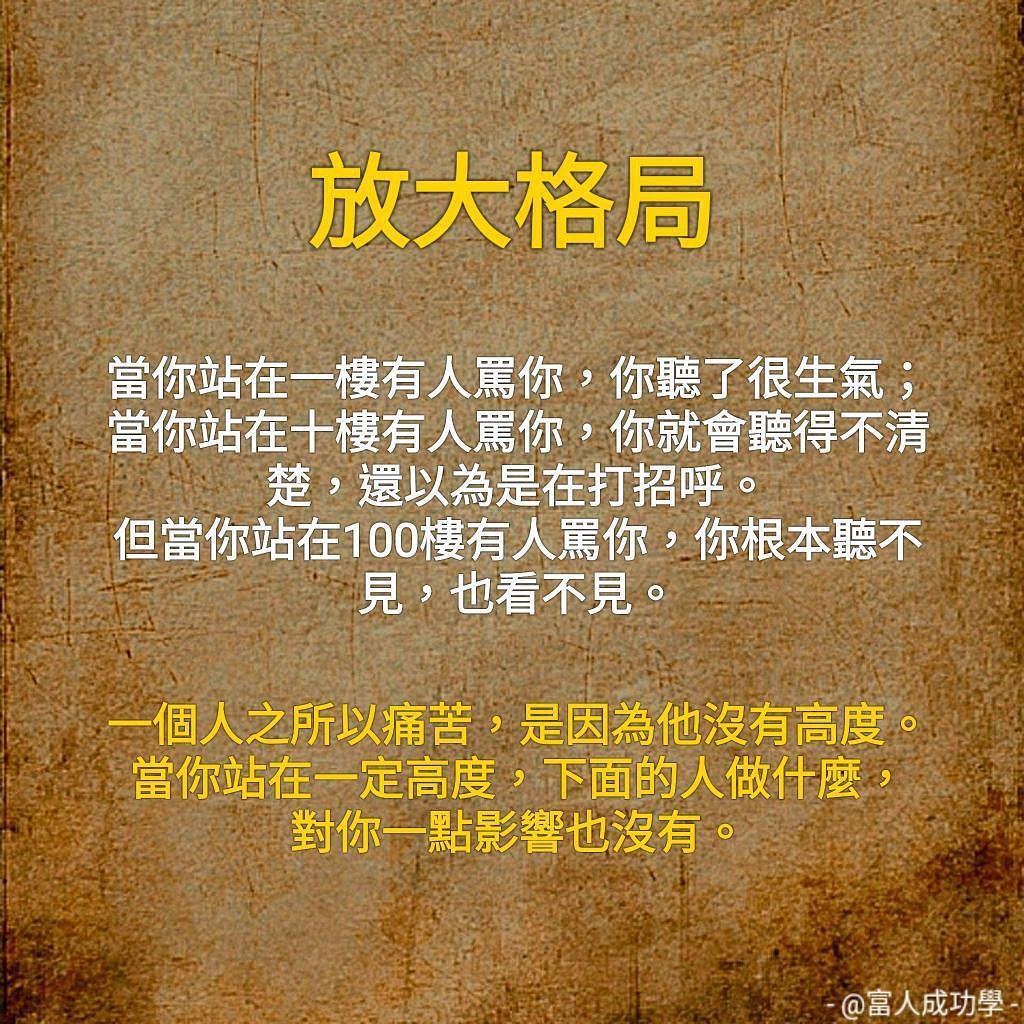 放大格局
當你站在一樓有人罵你，你聽了很生氣；
當你站在十樓有人罵你，你就會聽得不清
楚，還以為是在打招呼。
但當你站在100樓有人罵你，你根本聽不
見，也看不見。
一個人之所以痛苦，是因為他沒有高度。
當你站在一定高度，下面的人做什麼，
對你一點影響也沒有。
- @富人成功學 -